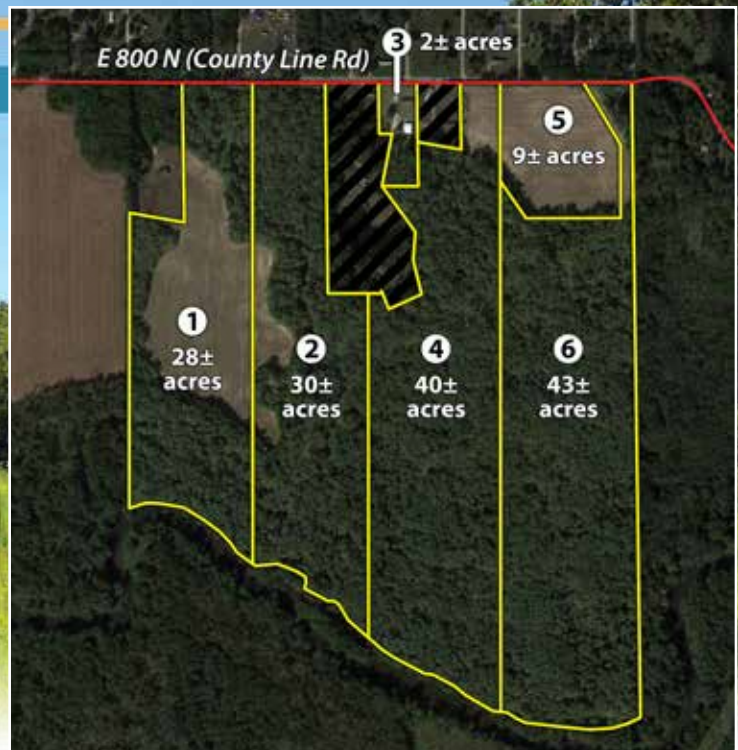 E 800 N (County Line Rd)
3 2± acres
5
9± acres
1
28±
acres
2
30±
acres
4
40±
acres
6
43±
acres